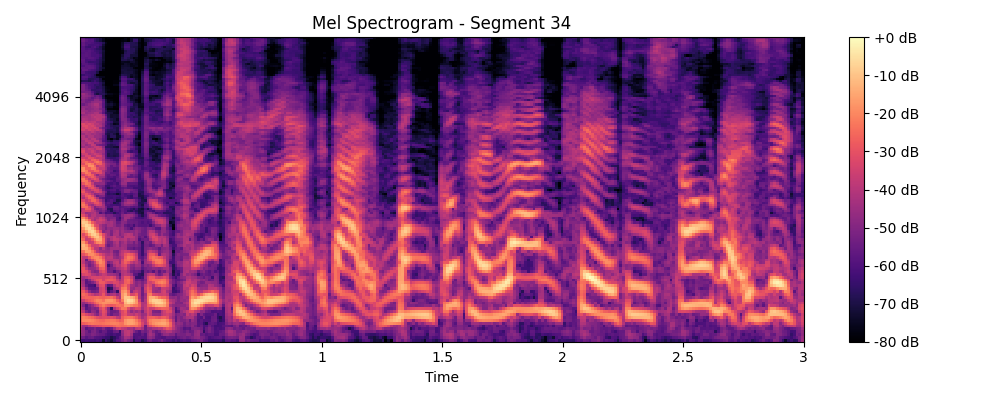 Mel Spectrogram - Segment 34
+0 dB
-10 dB
-20 dB
-30 dB
-40 dB
-50 dB
-60 dB
-70 dB
-80 dB
Frequency
4096
2048
1024
512
0
0
0.5
1
1.5
2
2.5
3
Time